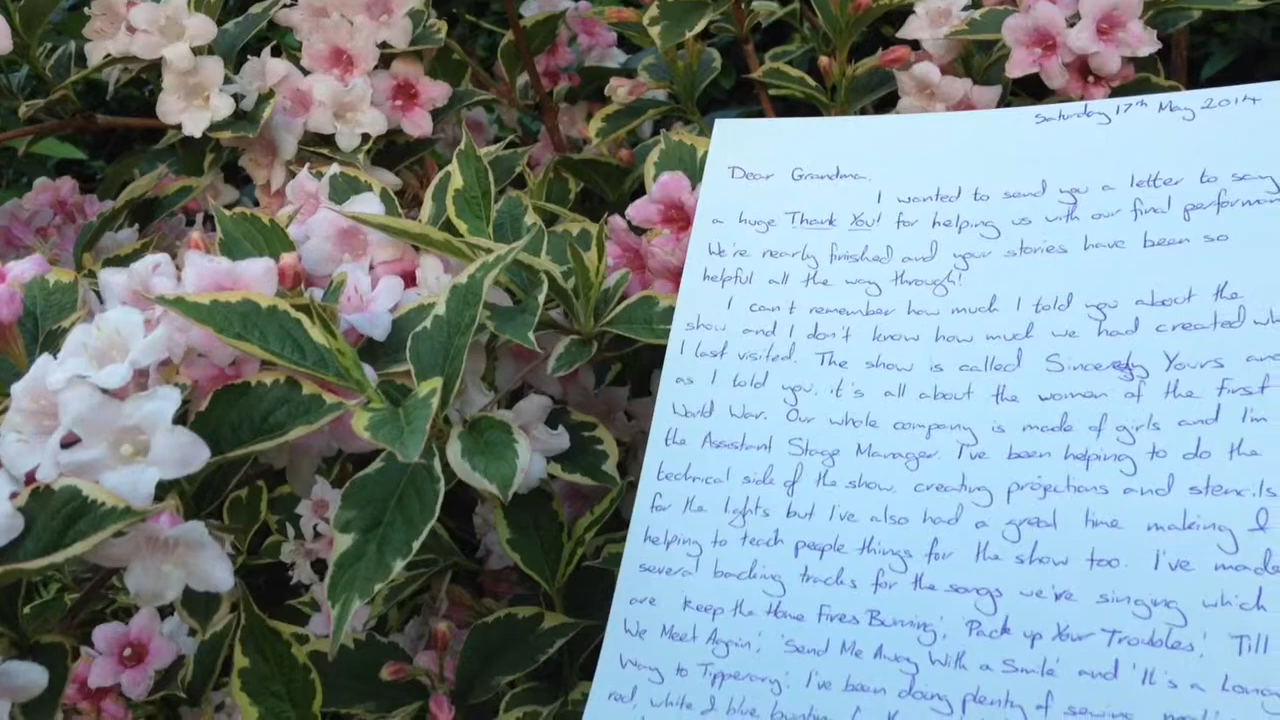 Saturday 17th May 2014
Dear Grandma.
I wanted to send you a letter to say
a huge Thank You! for helping us with our final
We're nearly finished and your stories have been so
helpful all the way through!
I can't remember how much I told you about the
show and I don't know how much we had created
I last visited. The show is called Sincerely Yours and
as I told you, it's all about the women of the First
World War. Our whole company is made of girls and I'm
the Assistant Stage Manager. I've been helping to do the
technical side of the show, creating projections and stencils
for the lights but I've also had a great time making &
helping to teach people things for the show too. I've made
several backing tracks for the songs we're singing which
are 'Keep the Home Fires Burning', 'Pack up Your Troubles', 'Till
We Meet Again', 'Send Me Away With a Smile' and 'It's a Long
Way to Tipperary'. I've been doing plenty of sewing
red, white & blue bunting